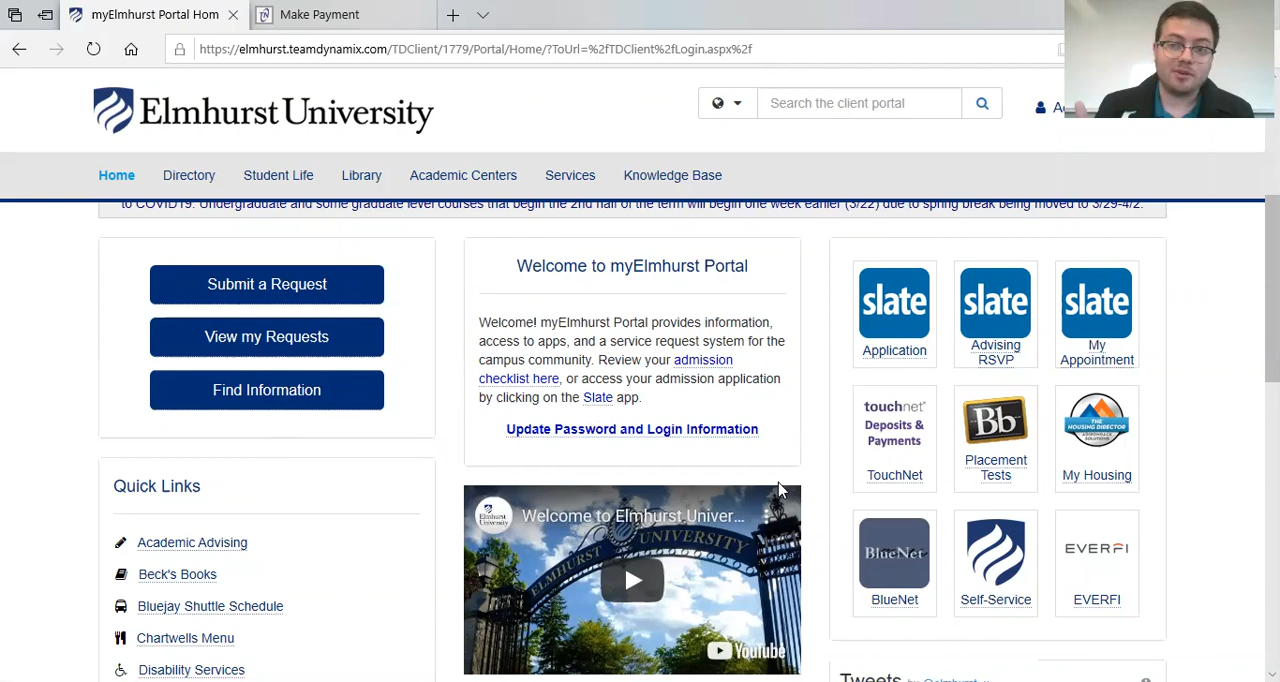 myElmhurst Portal Hom
Make Payment
https://elmhurst.teamdynamix.com/TDClient/1779/Portal/Home/?ToUrl=%2fTDClient%2fLogin.aspx%2f
Elmhurst University
Search the client portal
Home Directory Student Life Library Academic Centers Services Knowledge Base
to COVID19. Undergraduate and some graduate level courses that begin the 2nd half of the term will begin one week earlier (3/22) due to spring break being moved to 3/29-4/2.
Submit a Request
View my Requests
Find Information
Quick Links
Academic Advising
Beck's Books
Bluejay Shuttle Schedule
Chartwells Menu
Disability Services
Welcome to myElmhurst Portal
Welcome! myElmhurst Portal provides information,
access to apps, and a service request system for the
campus community. Review your admission
checklist here, or access your admission application
by clicking on the Slate app.
Update Password and Login Information
Elmhurst
University
Welcome to Elmhurst Univer...
ELMHURST UNIVERSITY
YouTube
slate
Application
slate
Advising
RSVP
slate
My
Appointment
touchnet
Deposits &
Payments
TouchNet
Bb
Placement
Tests
THE
HOUSING DIRECTOR
My Housing
BlueNet
BlueNet
Self-Service
EVERFI
EVERFI
Tweets